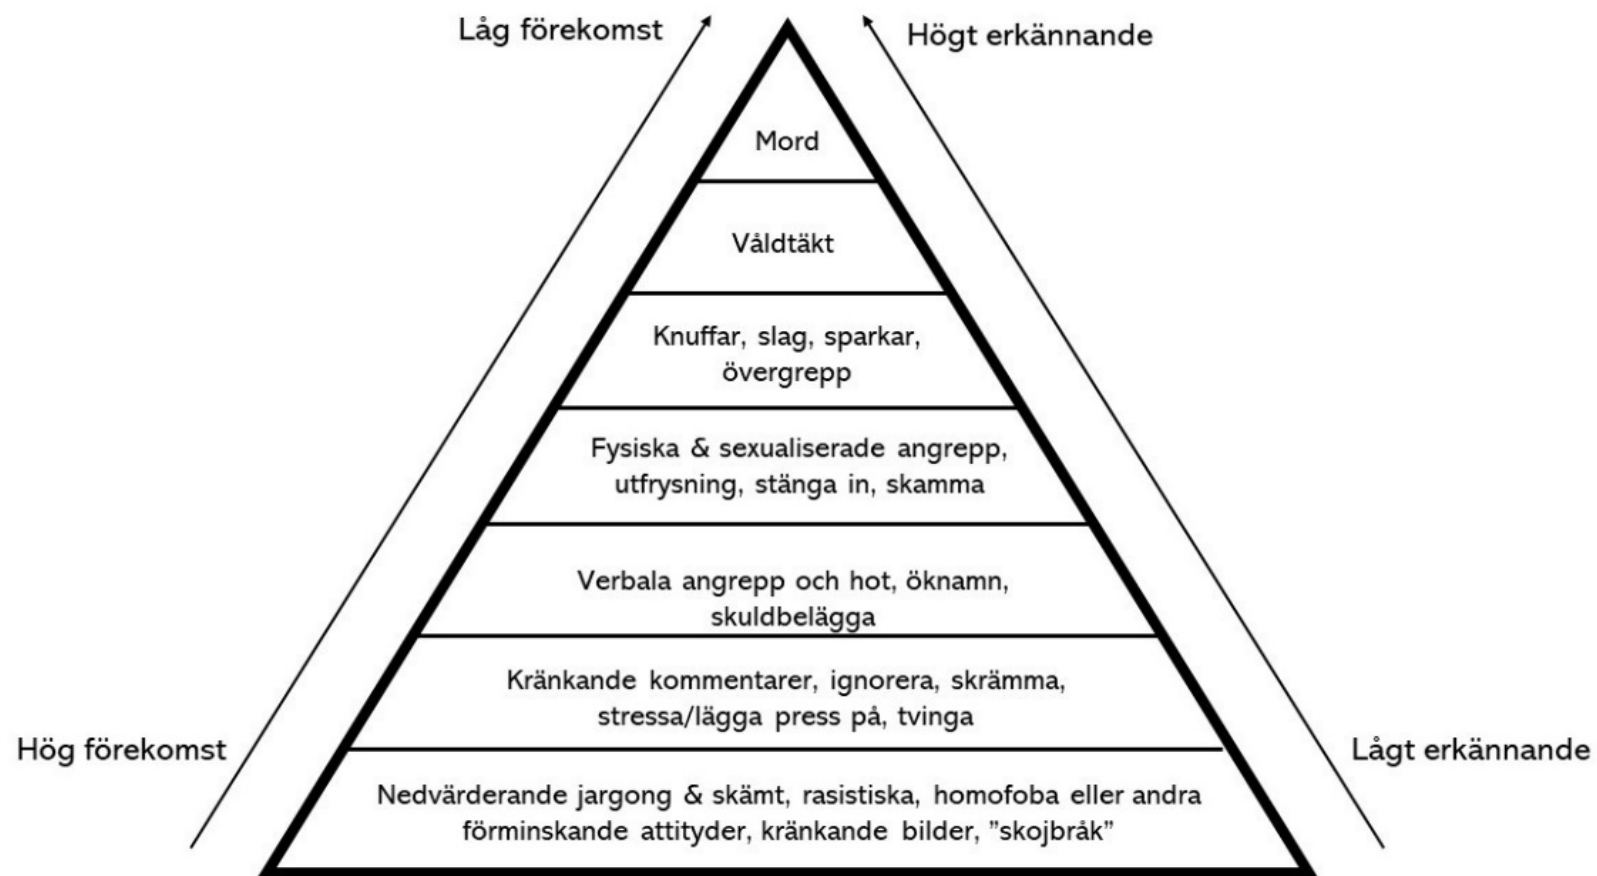 Låg förekomst
Högt erkännande
Mord
Våldtäkt
Knuffar, slag, sparkar,
övergrepp
Fysiska & sexualiserade angrepp,
utfrysning, stänga in, skamma
Verbala angrepp och hot, öknamn,
skuldbelägga
Kränkande kommentarer, ignorera, skrämma,
stressa/lägga press på, tvinga
Hög förekomst
Lågt erkännande
Nedvärderande jargong & skämt, rasistiska, homofoba eller andra
förminskande attityder, kränkande bilder, ”skojbråk”